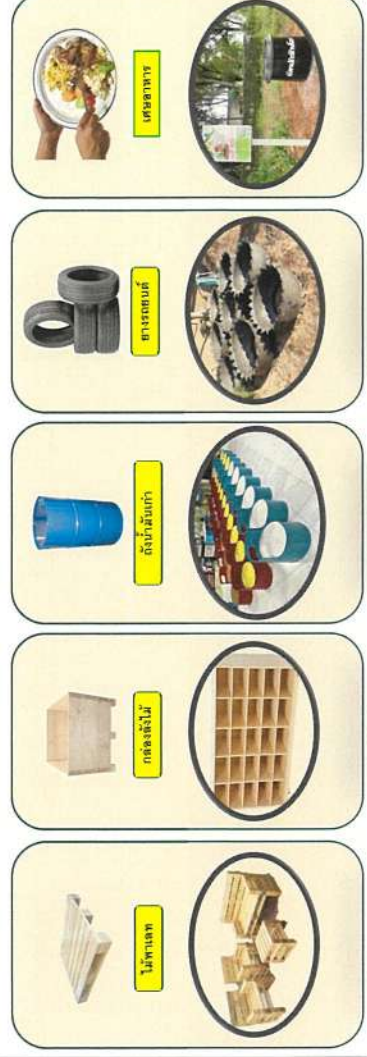 ไม้พาเลท
กล่องลังไม้
ถังน้ำมันเก่า
ยางรถยนต์
เศษอาหาร